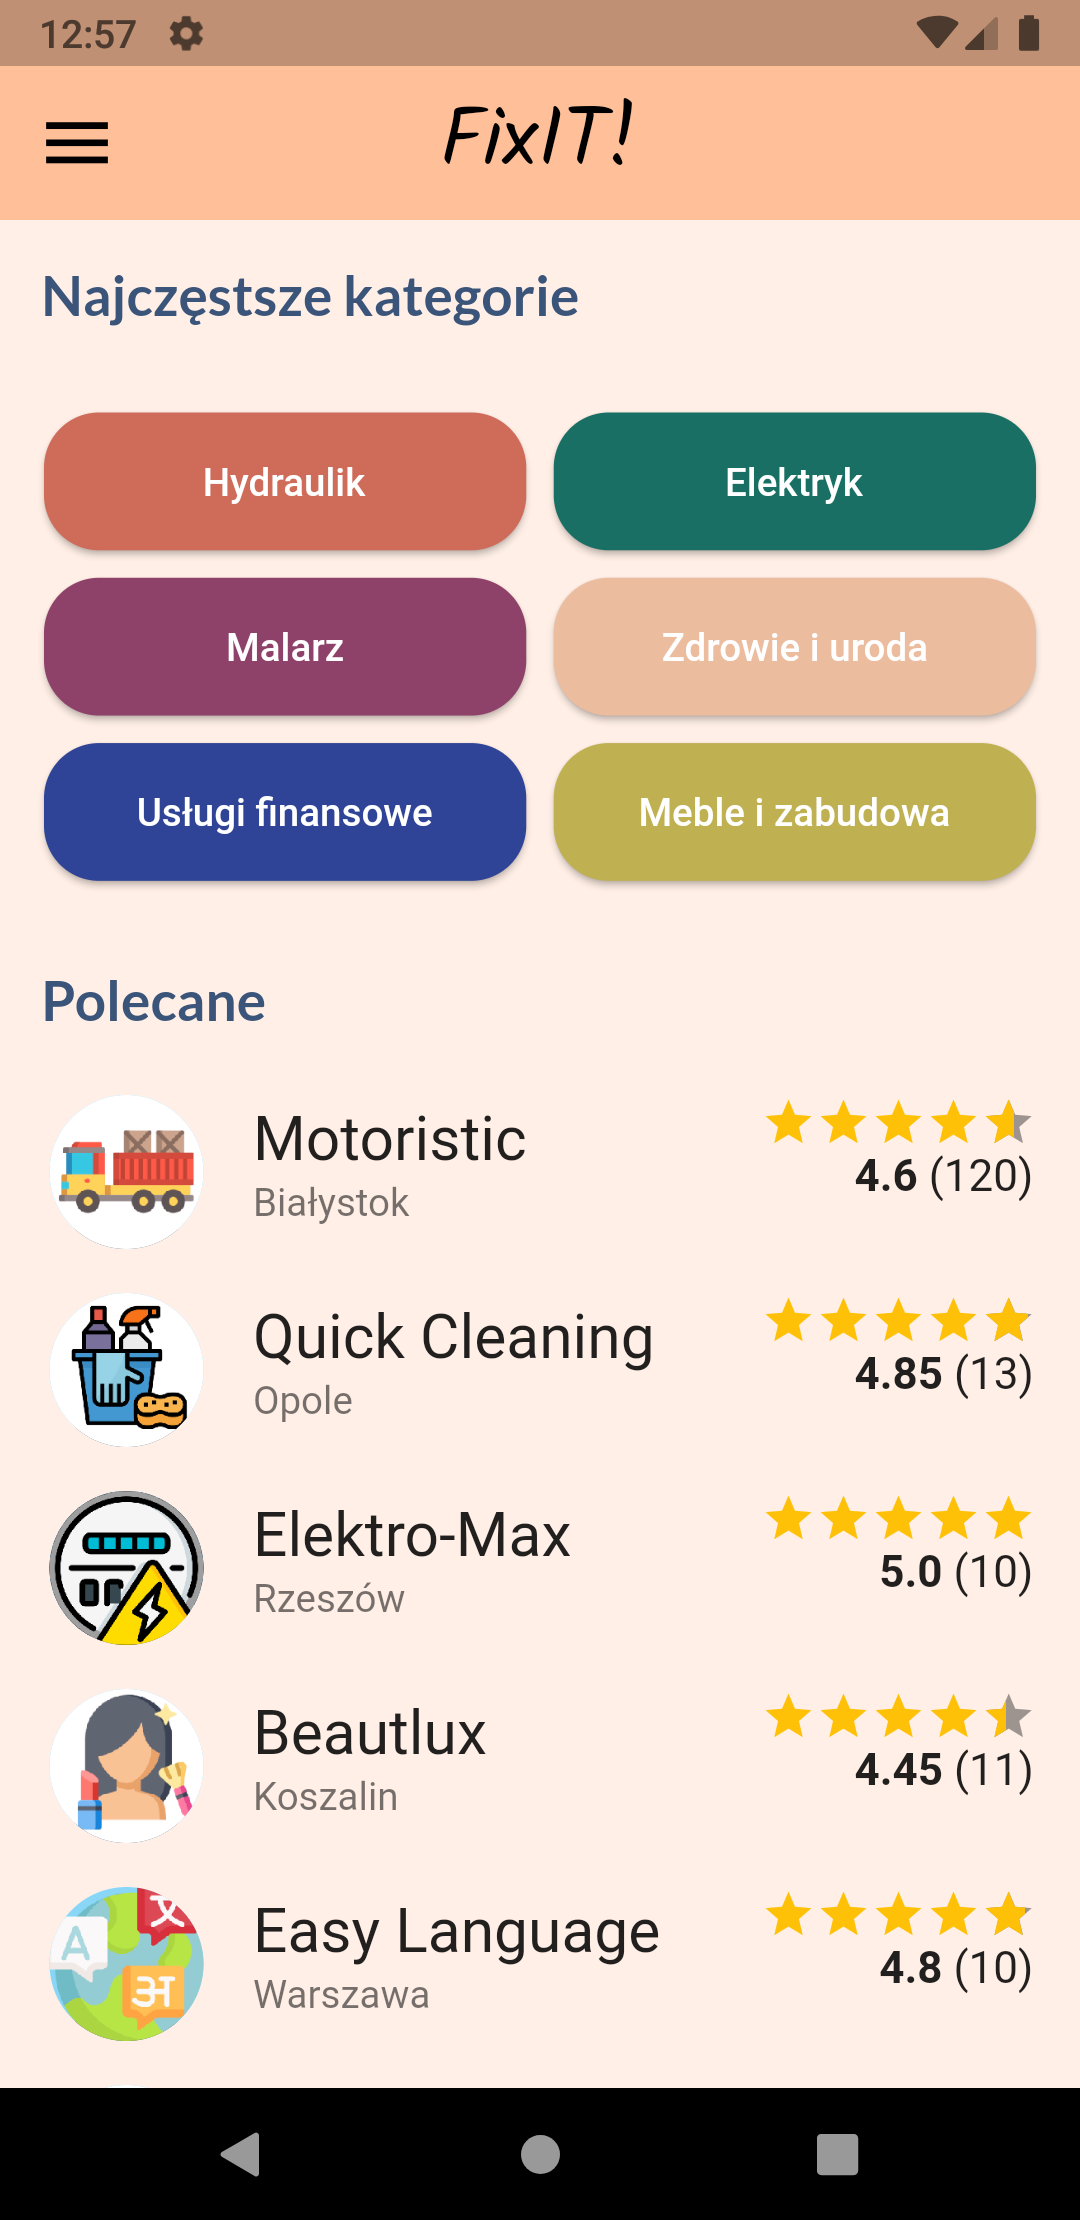 12:57
FixIT!
Najczęstsze kategorie
Hydraulik
Elektryk
Malarz
Zdrowie i uroda
Usługi finansowe
Meble i zabudowa
Polecane
Motoristic
4.6 (120)
Białystok
Quick Cleaning
4.85 (13)
Opole
Elektro-Max
5.0 (10)
Rzeszów
Beautlux
4.45 (11)
Koszalin
文
A
अ
Easy Language
4.8 (10)
Warszawa